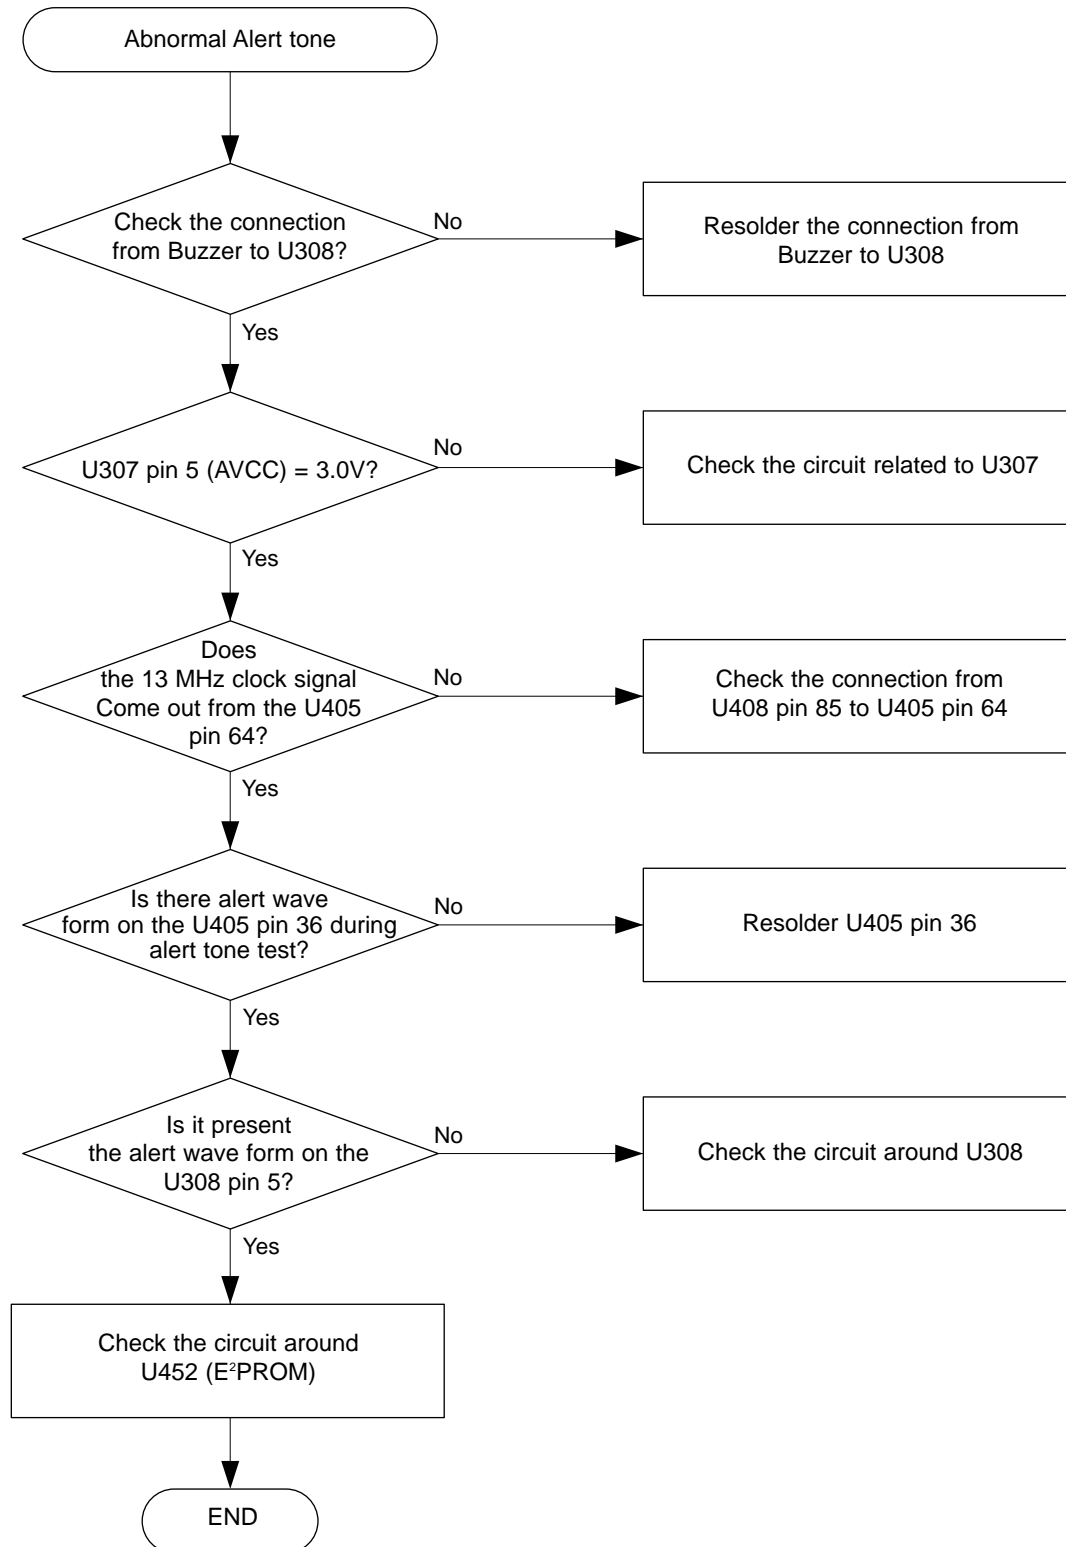 Abnormal Alert tone
Check the connection
from Buzzer to U308?
No
Resolder the connection from
Buzzer to U308
Yes
U307 pin 5 (AVCC) = 3.0V?
No
Check the circuit related to U307
Yes
Does
the 13 MHz clock signal
Come out from the U405
pin 64?
No
Check the connection from
U408 pin 85 to U405 pin 64
Yes
Is there alert wave
form on the U405 pin 36 during
alert tone test?
No
Resolder U405 pin 36
Yes
Is it present
the alert wave form on the
U308 pin 5?
No
Check the circuit around U308
Yes
Check the circuit around
U452 (E²PROM)
END